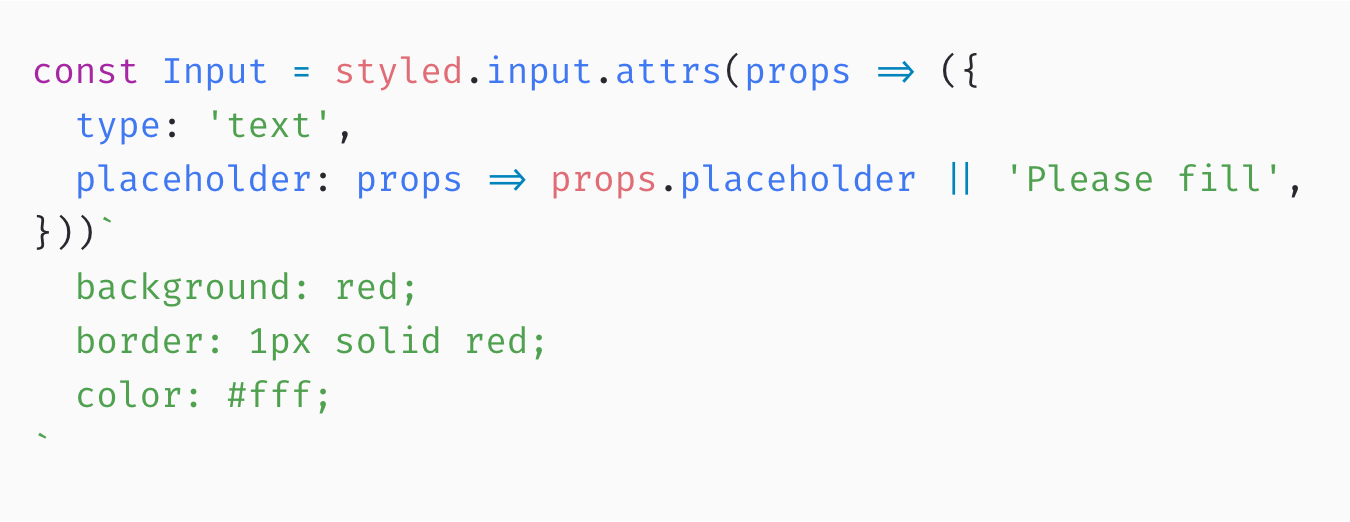 const Input = styled.input.attrs(props => ({
  type: 'text',
  placeholder: props => props.placeholder || 'Please fill',
}))`
  background: red;
  border: 1px solid red;
  color: #fff;
`